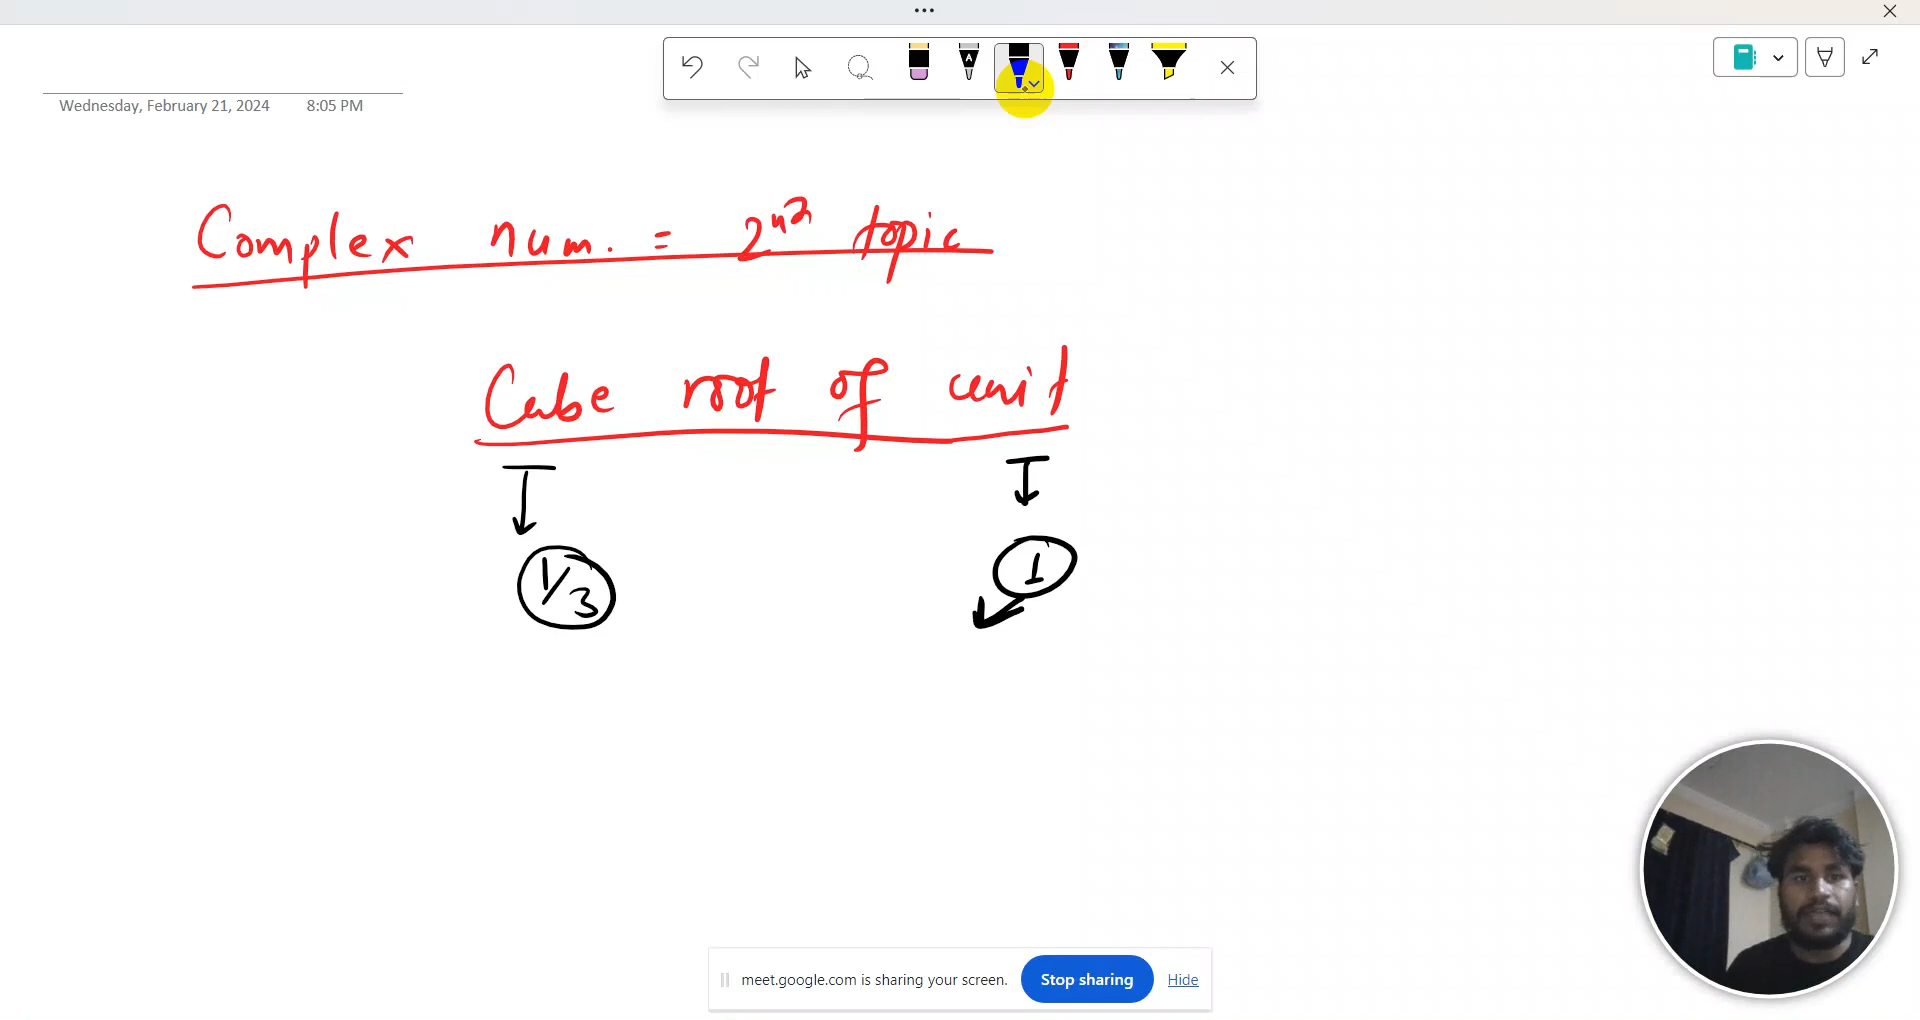 Wednesday, February 21, 2024 8:05 PM
Complex num. = 2nd topic
Cube root of unit
1/3 1
meet.google.com is sharing your screen. Stop sharing Hide